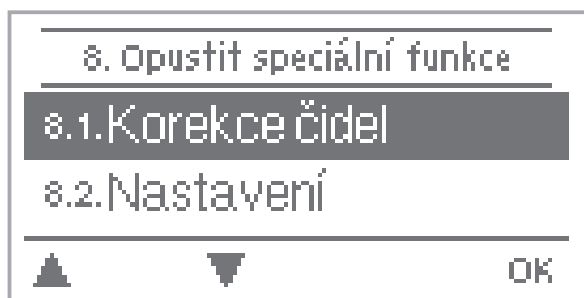 8. Opustit speciální funkce
8.1.Korekce čidel
8.2.Nastavení
OK